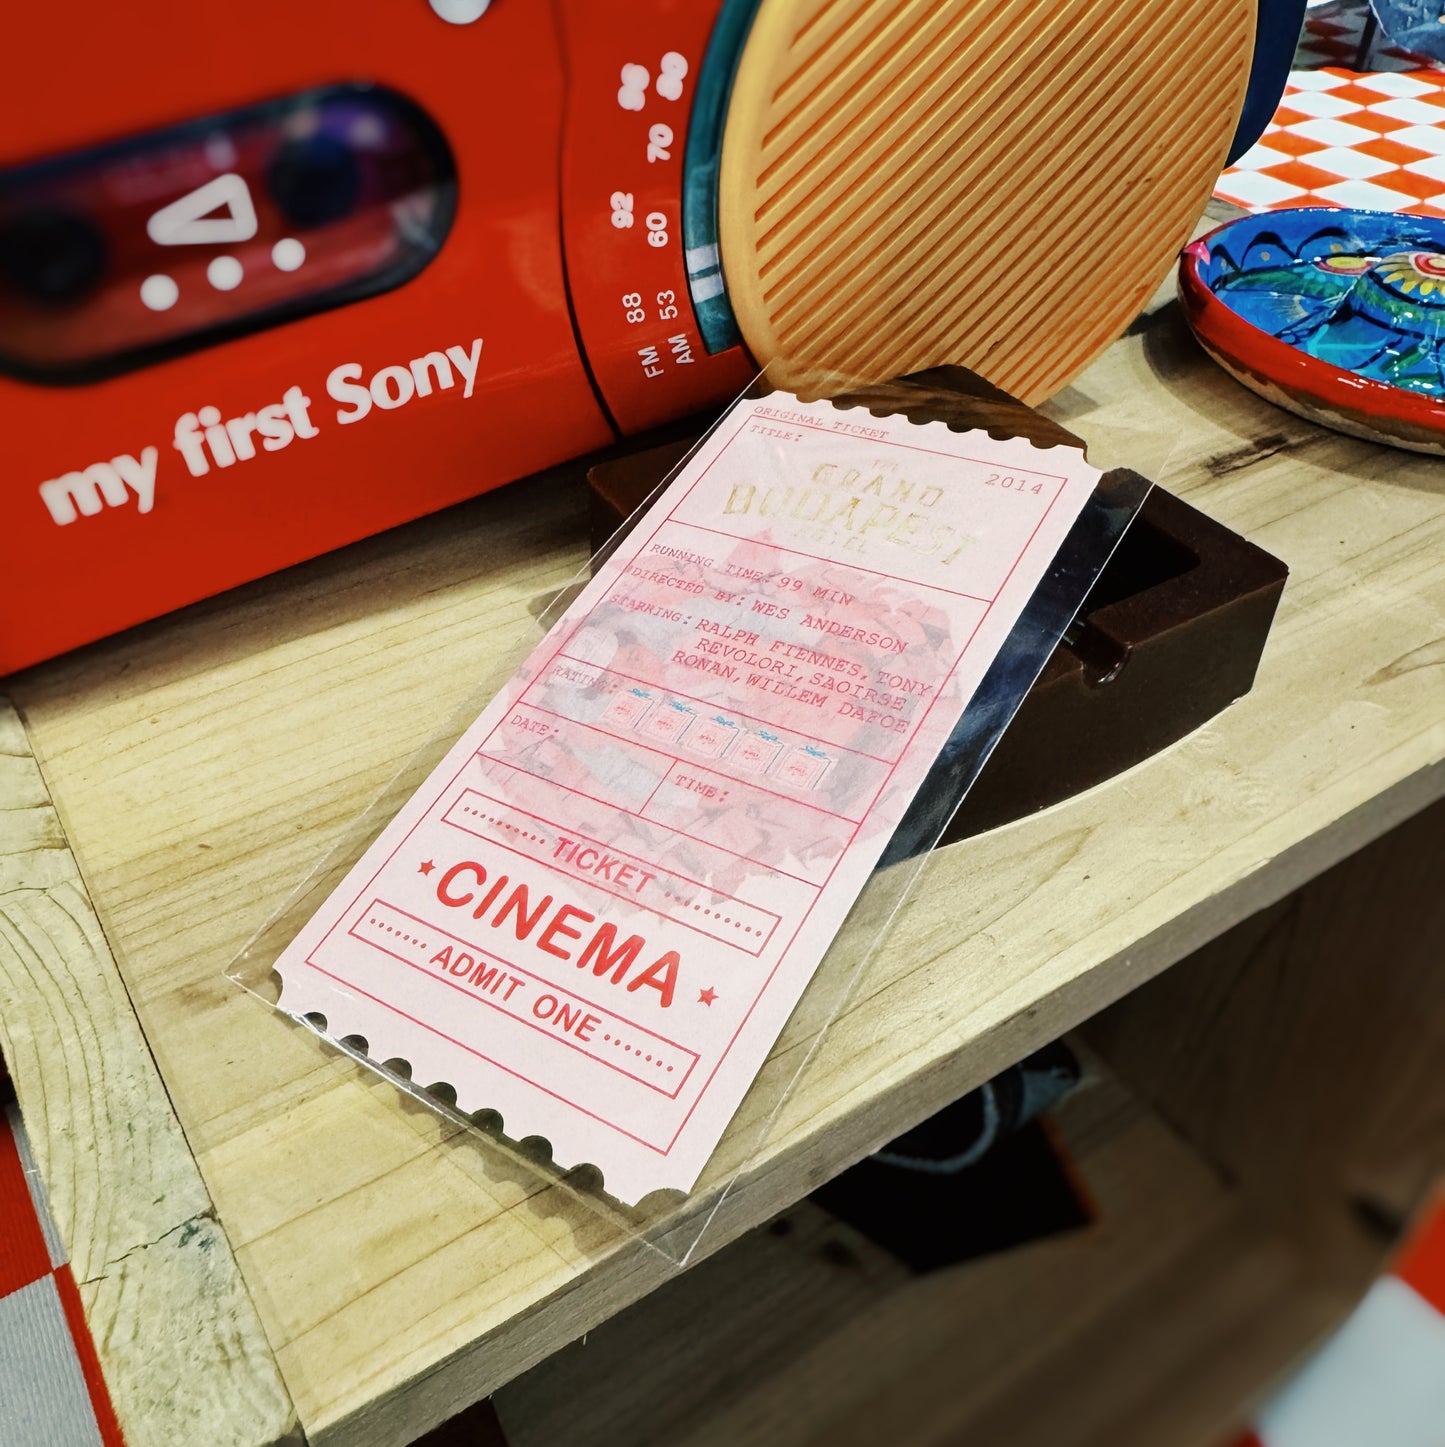 my first Sony
FM 88 92
AM 53 60 70
ORIGINAL TICKET
TITLE:
2014
THE
GRAND
BUDAPEST
HOTEL
RUNNING TIME: 99 MIN
DIRECTED BY: WES ANDERSON
STARRING: RALPH FIENNES, TONY
REVOLORI, SAOIRSE
RONAN, WILLEM DAFOE
RATING:
DATE:
TIME:
TICKET
CINEMA
ADMIT ONE